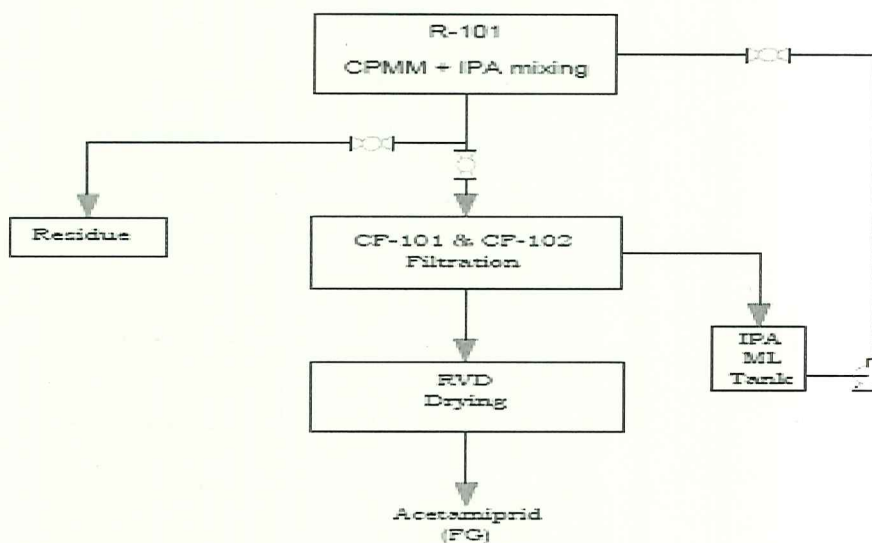 R-101
CPMM + IPA mixing
Residue
CF-101 & CF-102
Filtration
IPA
ML
Tank
RVD
Drying
Acetamiprid
(FG)